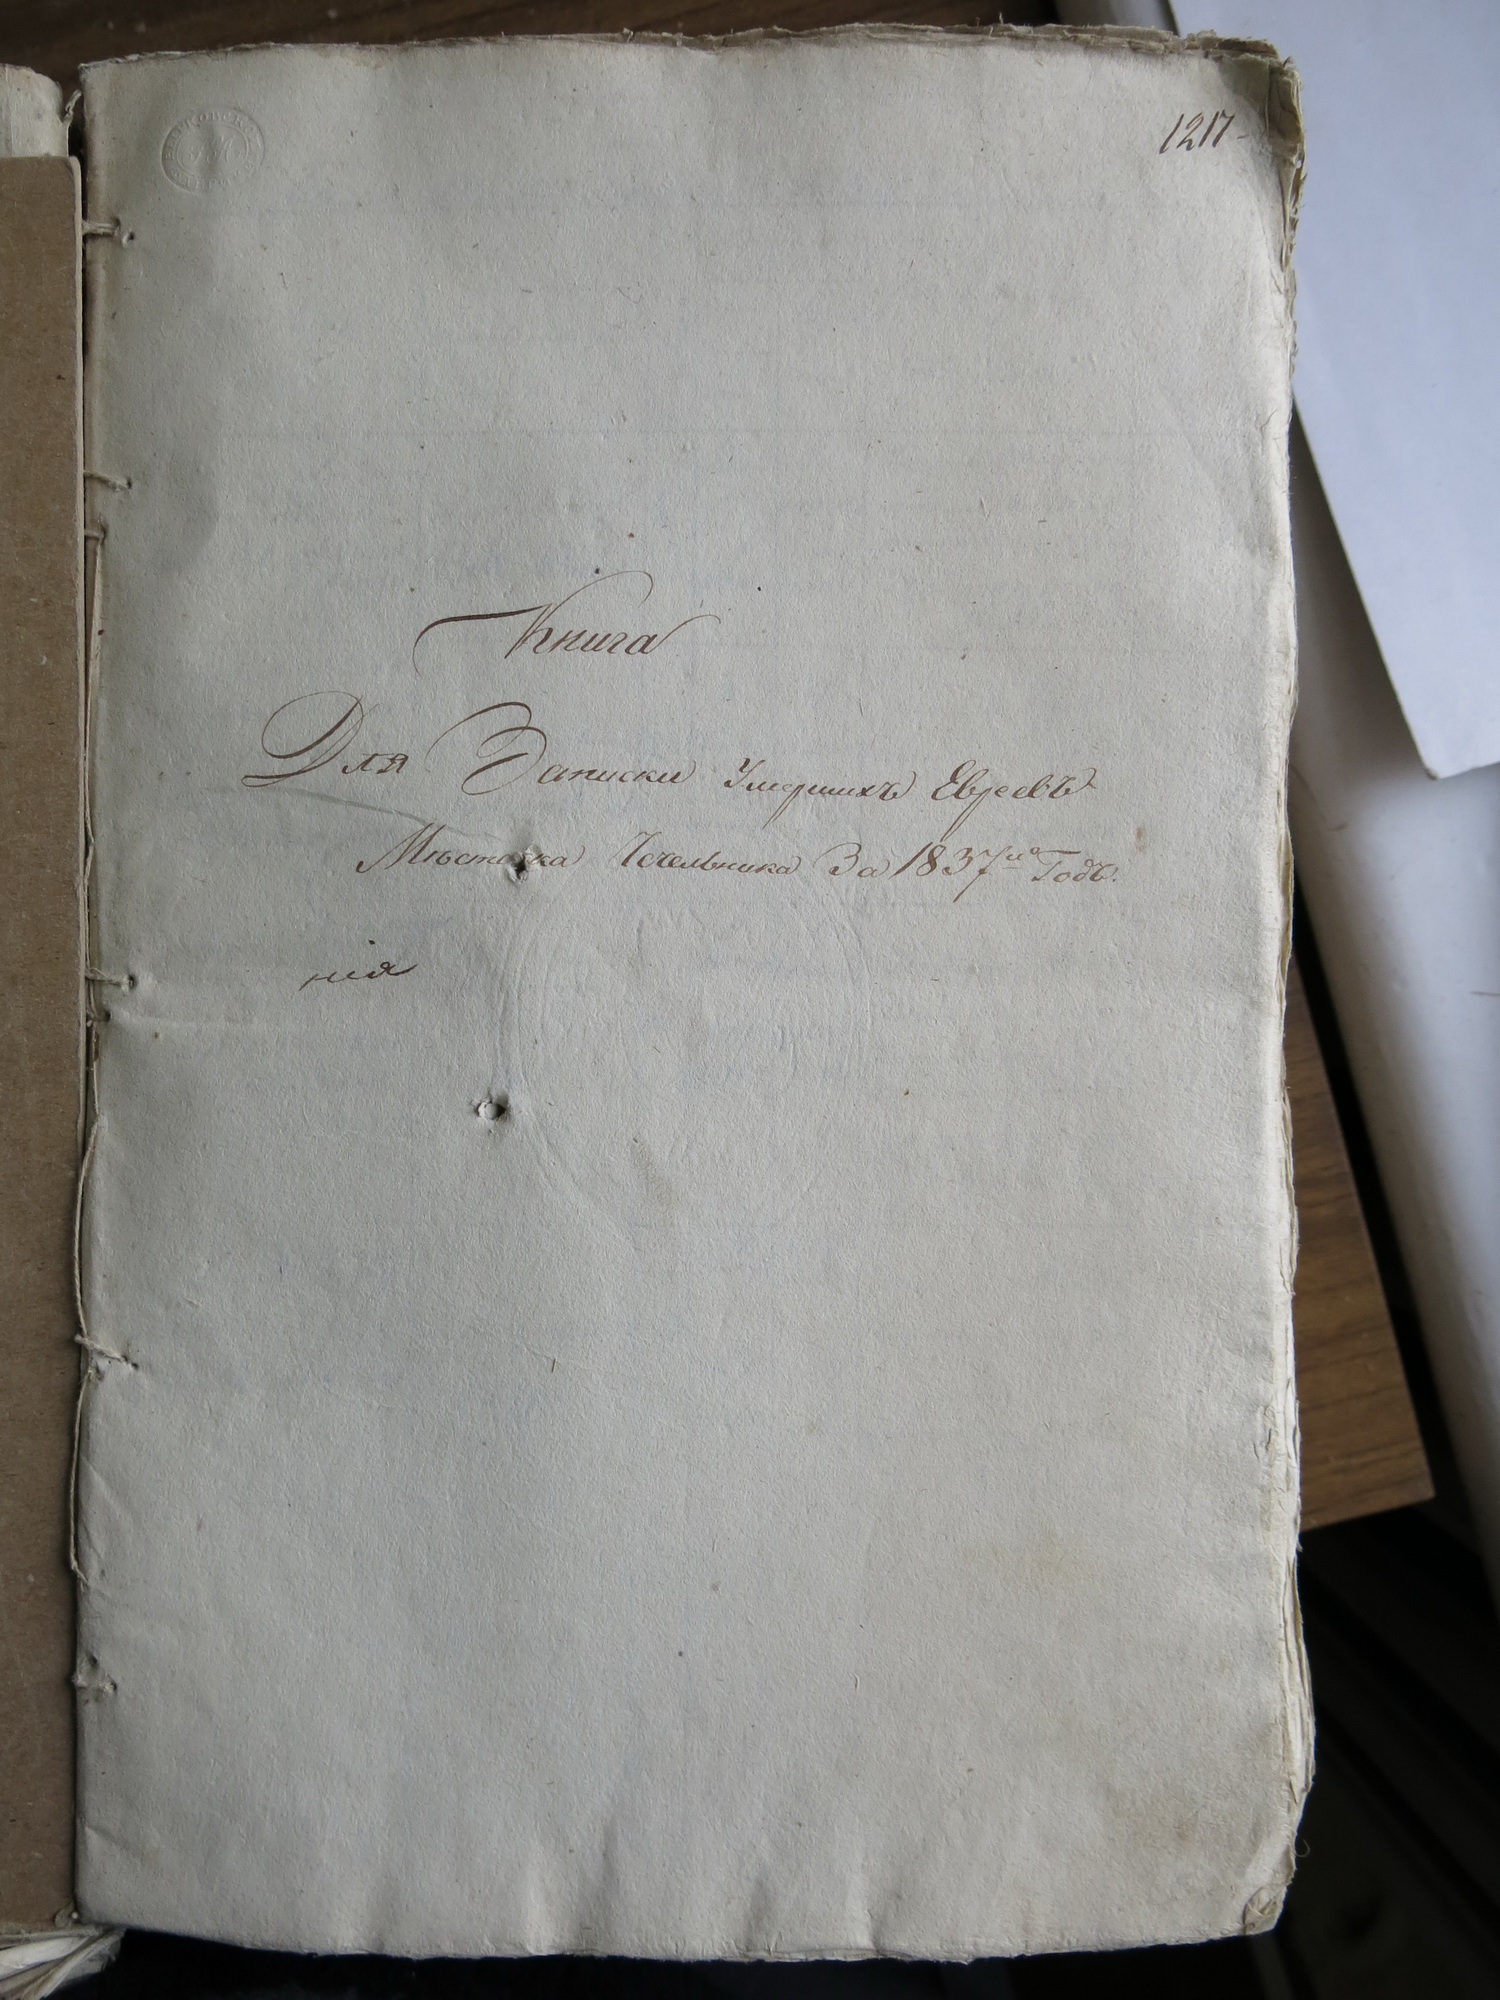 1217
Книга
Для Записки Умершихъ Евреевъ
Мѣстечка Чечельника За 1837го Годъ.
нія